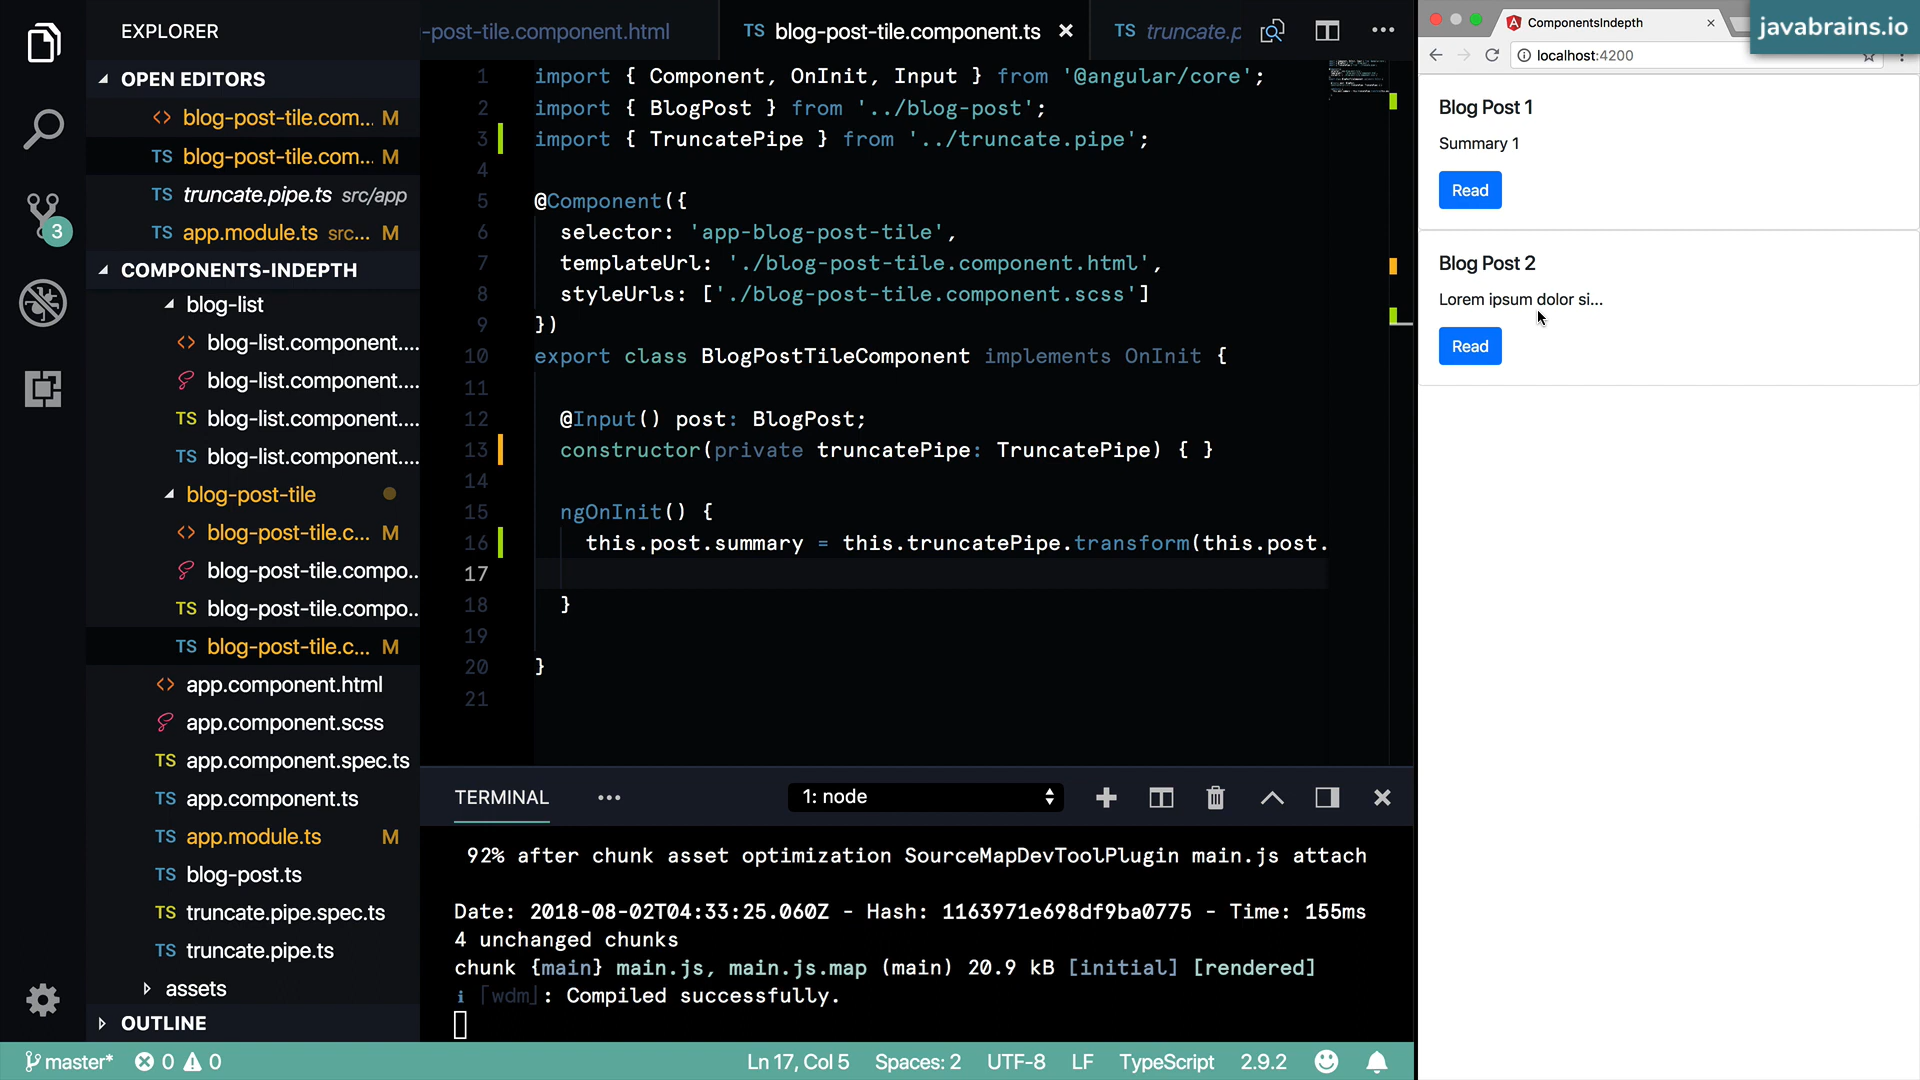 EXPLORER
OPEN EDITORS
<> blog-post-tile.com... M
TS blog-post-tile.com... M
TS truncate.pipe.ts src/app
TS app.module.ts src... M
3
COMPONENTS-INDEPTH
blog-list
<> blog-list.component....
blog-list.component....
TS blog-list.component....
TS blog-list.component....
blog-post-tile
<> blog-post-tile.c... M
blog-post-tile.compo..
TS blog-post-tile.compo..
TS blog-post-tile.c... M
<> app.component.html
app.component.scss
TS app.component.spec.ts
TS app.component.ts
TS app.module.ts M
TS blog-post.ts
TS truncate.pipe.spec.ts
TS truncate.pipe.ts
assets
OUTLINE
-post-tile.component.html
TS blog-post-tile.component.ts
TS truncate.p
1 import { Component, OnInit, Input } from '@angular/core';
2 import { BlogPost } from '../blog-post';
3 import { TruncatePipe } from '../truncate.pipe';
4
5 @Component({
6 selector: 'app-blog-post-tile',
7 templateUrl: './blog-post-tile.component.html',
8 styleUrls: ['./blog-post-tile.component.scss']
9 })
10 export class BlogPostTileComponent implements OnInit {
11
12 @Input() post: BlogPost;
13 constructor(private truncatePipe: TruncatePipe) { }
14
15 ngOnInit() {
16 this.post.summary = this.truncatePipe.transform(this.post.
17
18 }
19
20 }
21
TERMINAL ... 1: node
92% after chunk asset optimization SourceMapDevToolPlugin main.js attach
Date: 2018-08-02T04:33:25.060Z - Hash: 1163971e698df9ba0775 - Time: 155ms
4 unchanged chunks
chunk {main} main.js, main.js.map (main) 20.9 kB [initial] [rendered]
i ｢wdm｣: Compiled successfully.
master* 0 0 Ln 17, Col 5 Spaces: 2 UTF-8 LF TypeScript 2.9.2
ComponentsIndepth
javabrains.io
localhost:4200
Blog Post 1
Summary 1
Read
Blog Post 2
Lorem ipsum dolor si...
Read